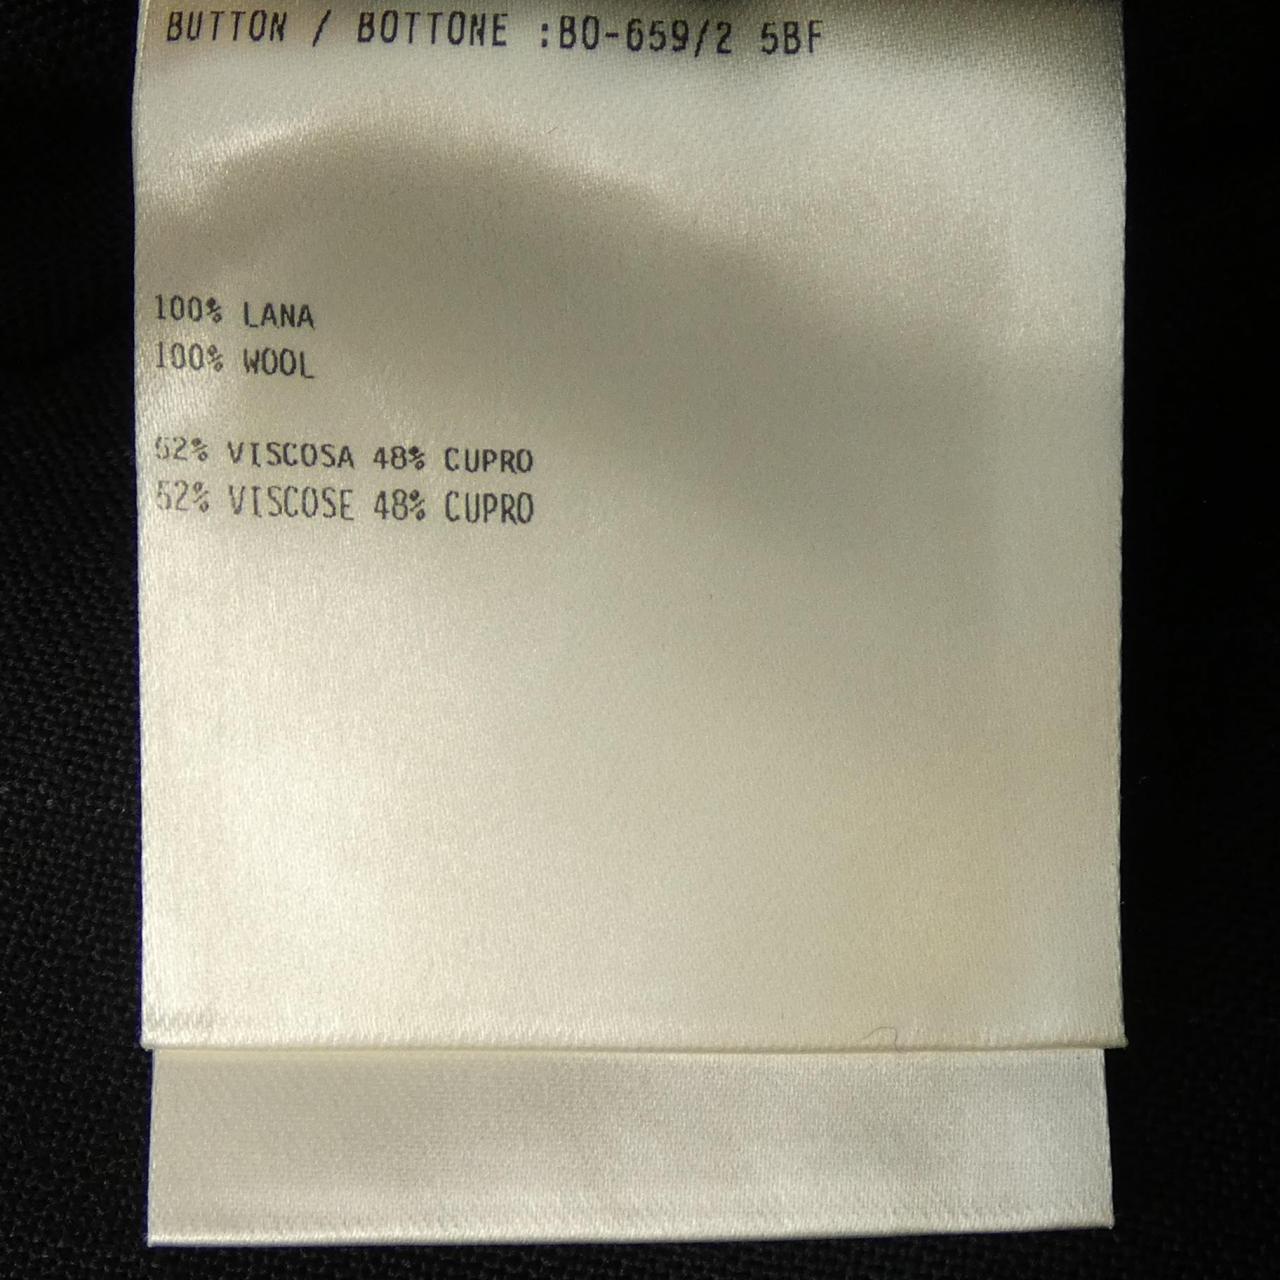 BUTTON / BOTTONE :BO-659/2 5BF
100% LANA
100% WOOL
52% VISCOSA 48% CUPRO
52% VISCOSE 48% CUPRO